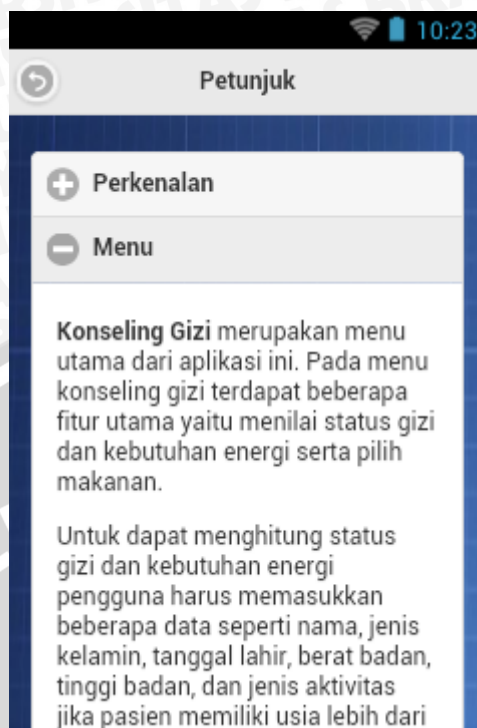 10:23
Petunjuk
Perkenalan
Menu
Konseling Gizi merupakan menu
utama dari aplikasi ini. Pada menu
konseling gizi terdapat beberapa
fitur utama yaitu menilai status gizi
dan kebutuhan energi serta pilih
makanan.
Untuk dapat menghitung status
gizi dan kebutuhan energi
pengguna harus memasukkan
beberapa data seperti nama, jenis
kelamin, tanggal lahir, berat badan,
tinggi badan, dan jenis aktivitas
jika pasien memiliki usia lebih dari